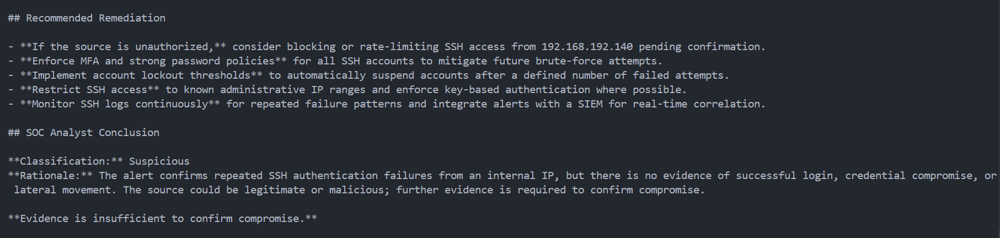 ## Recommended Remediation
- **If the source is unauthorized,** consider blocking or rate-limiting SSH access from 192.168.192.140 pending confirmation.
- **Enforce MFA and strong password policies** for all SSH accounts to mitigate future brute-force attempts.
- **Implement account lockout thresholds** to automatically suspend accounts after a defined number of failed attempts.
- **Restrict SSH access** to known administrative IP ranges and enforce key-based authentication where possible.
- **Monitor SSH logs continuously** for repeated failure patterns and integrate alerts with a SIEM for real-time correlation.
## SOC Analyst Conclusion
**Classification:** Suspicious
**Rationale:** The alert confirms repeated SSH authentication failures from an internal IP, but there is no evidence of successful login, credential compromise, or
lateral movement. The source could be legitimate or malicious; further evidence is required to confirm compromise.
**Evidence is insufficient to confirm compromise.**